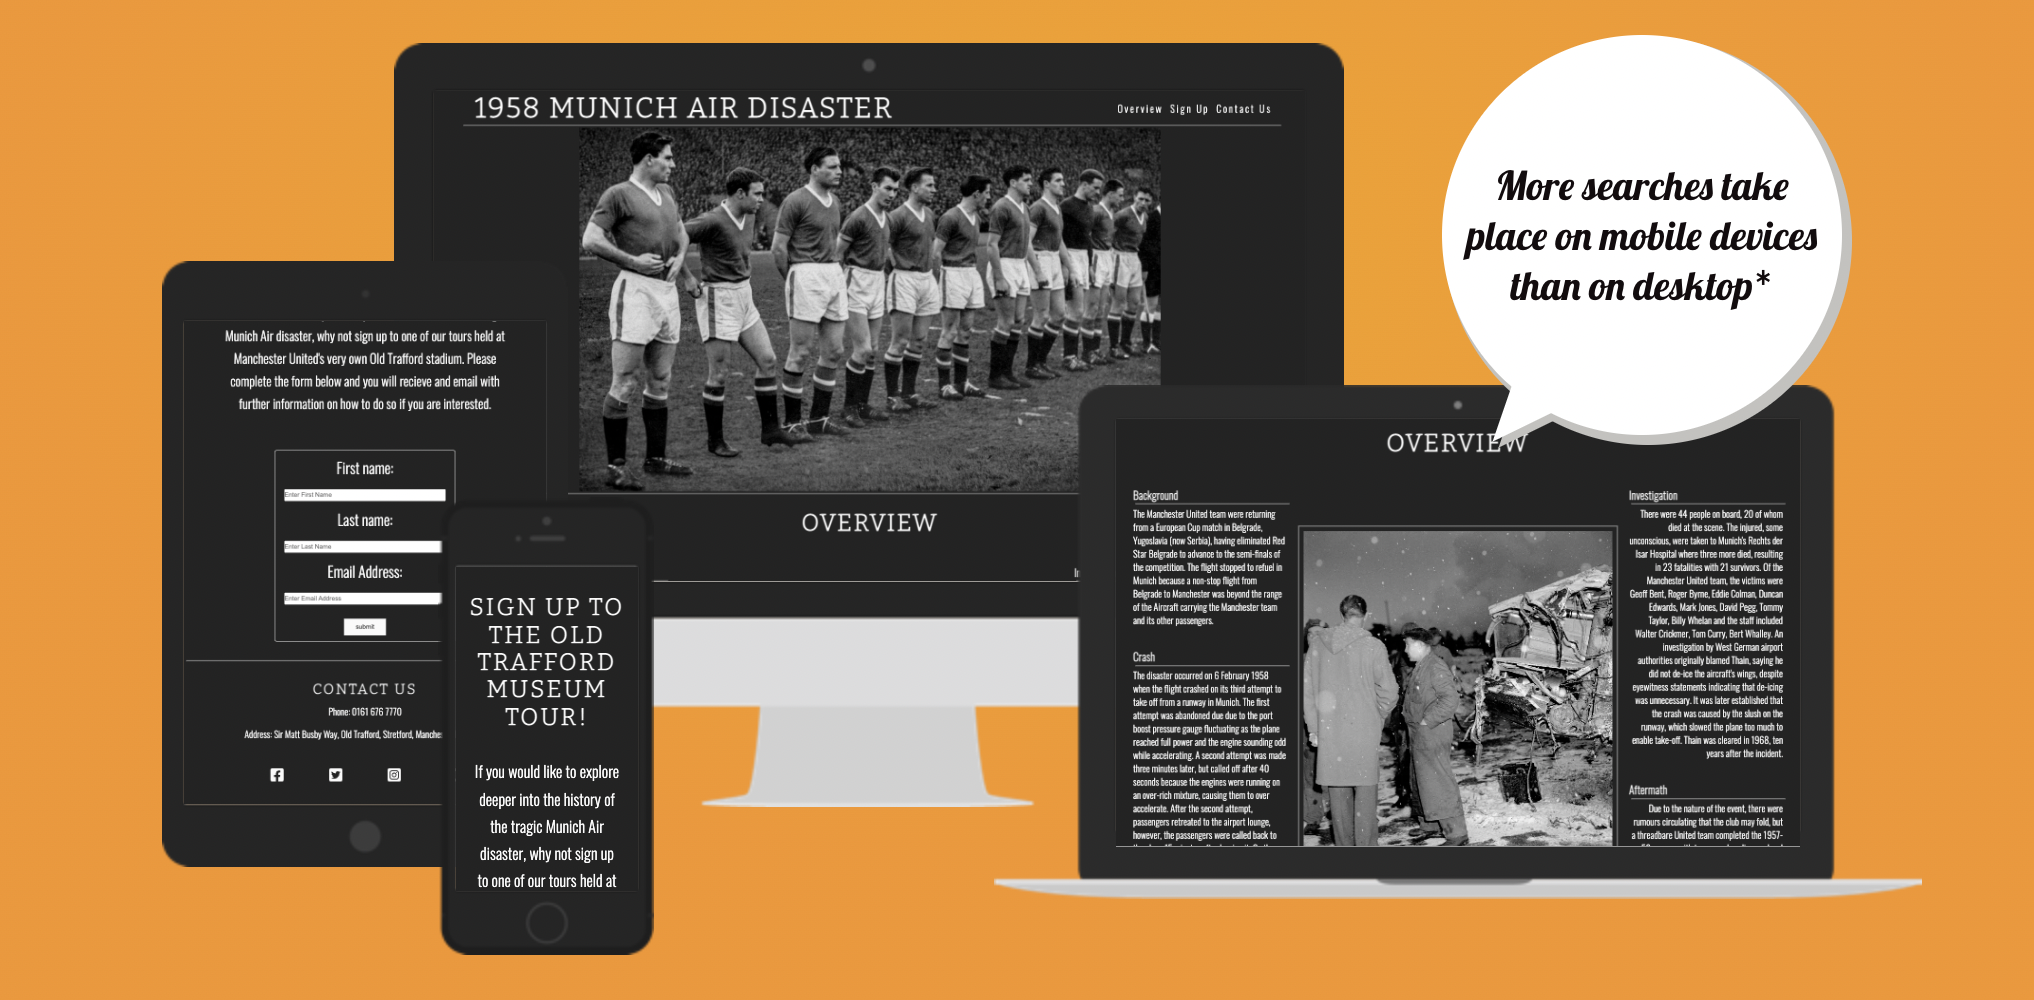 1958 MUNICH AIR DISASTER
Overview Sign Up Contact Us
OVERVIEW
More searches take
place on mobile devices
than on desktop*
Munich Air disaster, why not sign up to one of our tours held at
Manchester United's very own Old Trafford stadium. Please
complete the form below and you will recieve and email with
further information on how to do so if you are interested.
First name:
Enter First Name
Last name:
Enter Last Name
Email Address:
Enter Email Address
submit
CONTACT US
Phone: 0161 676 7770
Address: Sir Matt Busby Way, Old Trafford, Stretford, Manche
SIGN UP TO
THE OLD
TRAFFORD
MUSEUM
TOUR!
If you would like to explore
deeper into the history of
the tragic Munich Air
disaster, why not sign up
to one of our tours held at
OVERVIEW
Background
The Manchester United team were returning
from a European Cup match in Belgrade,
Yugoslavia (now Serbia), having eliminated Red
Star Belgrade to advance to the semi-finals of
the competition. The flight stopped to refuel in
Munich because a non-stop flight from
Belgrade to Manchester was beyond the range
of the Aircraft carrying the Manchester team
and its other passengers.
Crash
The disaster occurred on 6 February 1958
when the flight crashed on its third attempt to
take off from a runway in Munich. The first
attempt was abandoned due due to the port
boost pressure gauge fluctuating as the plane
reached full power and the engine sounding odd
while accelerating. A second attempt was made
three minutes later, but called off after 40
seconds because the engines were running on
an over-rich mixture, causing them to over
accelerate. After the second attempt,
passengers retreated to the airport lounge,
however, the passengers were called back to
Investigation
There were 44 people on board, 20 of whom
died at the scene. The injured, some
unconscious, were taken to Munich's Rechts der
Isar Hospital where three more died, resulting
in 23 fatalities with 21 survivors. Of the
Manchester United team, the victims were
Geoff Bent, Roger Byrne, Eddie Colman, Duncan
Edwards, Mark Jones, David Pegg, Tommy
Taylor, Billy Whelan and the staff included
Walter Crickmer, Tom Curry, Bert Whalley. An
investigation by West German airport
authorities originally blamed Thain, saying he
did not de-ice the aircraft's wings, despite
eyewitness statements indicating that de-icing
was unnecessary. It was later established that
the crash was caused by the slush on the
runway, which slowed the plane too much to
enable take-off. Thain was cleared in 1968, ten
years after the incident.
Aftermath
Due to the nature of the event, there were
rumours circulating that the club may fold, but
a threadbare United team completed the 1957-